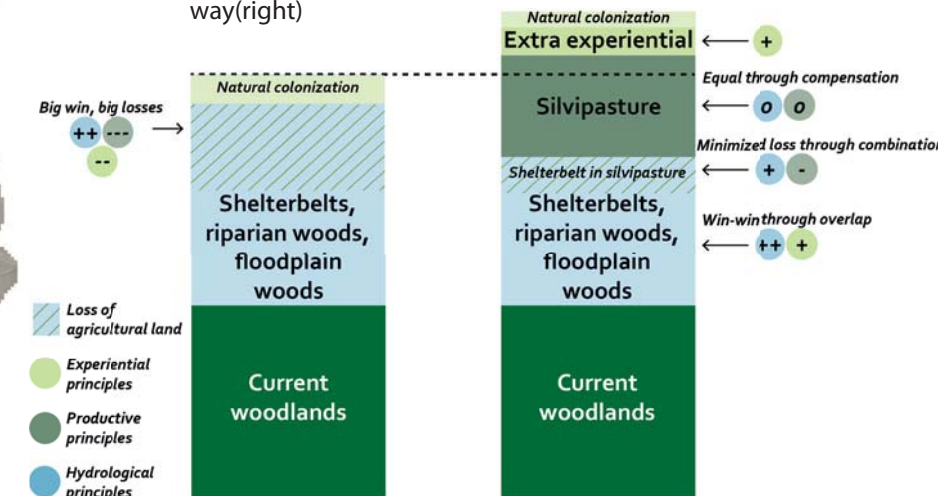 way(right)
Natural colonization
Extra experiential
+
Natural colonization
Equal through compensation
Big win, big losses
Silvipasture
o o
++ ---
--
Minimized loss through combination
Shelterbelt in silvipasture
+ -
Shelterbelts,
riparian woods,
floodplain
woods
Shelterbelts,
riparian woods,
floodplain
woods
Win-win through overlap
++ +
Loss of
agricultural land
Experiential
principles
Current
woodlands
Current
woodlands
Productive
principles
Hydrological
principles